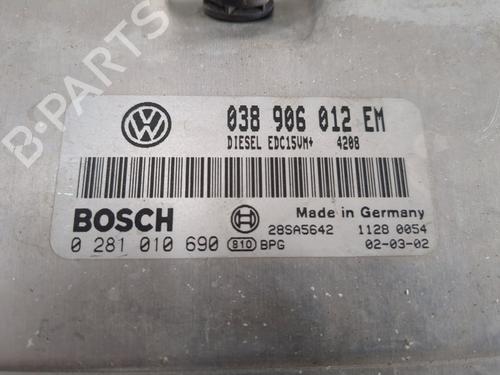 038 906 012 EM
DIESEL EDC15VM+ 4208
BOSCH
Made in Germany
28SA5642 1128 0054
0 281 010 690 S10 BPG 02-03-02
B-PARTS